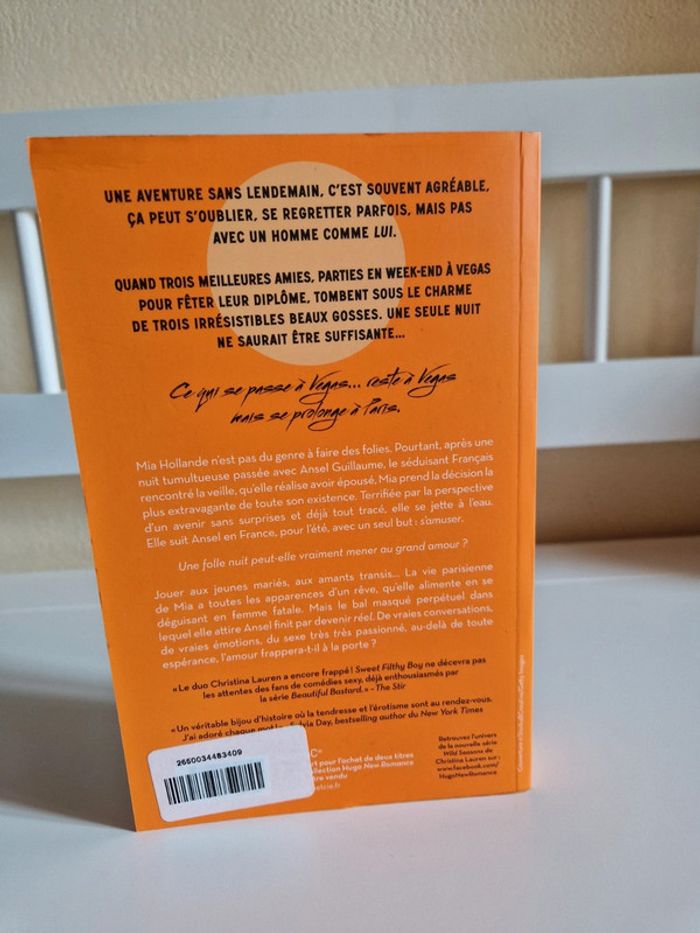 UNE AVENTURE SANS LENDEMAIN, C'EST SOUVENT AGRÉABLE,
ÇA PEUT S'OUBLIER, SE REGRETTER PARFOIS, MAIS PAS
AVEC UN HOMME COMME LUI.
QUAND TROIS MEILLEURES AMIES, PARTIES EN WEEK-END À VEGAS
POUR FÊTER LEUR DIPLÔME, TOMBENT SOUS LE CHARME
DE TROIS IRRÉSISTIBLES BEAUX GOSSES. UNE SEULE NUIT
NE SAURAIT ÊTRE SUFFISANTE...
Ce qui se passe à Vegas... reste à Vegas
mais se prolonge à Paris.
Mia Hollande n'est pas du genre à faire des folies. Pourtant, après une
nuit tumultueuse passée avec Ansel Guillaume, le séduisant Français
rencontré la veille, qu'elle réalise avoir épousé, Mia prend la décision la
plus extravagante de toute son existence. Terrifiée par la perspective
d'un avenir sans surprises et déjà tout tracé, elle se jette à l'eau.
Elle suit Ansel en France, pour l'été, avec un seul but : s'amuser.
Une folle nuit peut-elle vraiment mener au grand amour ?
Jouer aux jeunes mariés, aux amants transis... La vie parisienne
de Mia a toutes les apparences d'un rêve, qu'elle alimente en se
déguisant en femme fatale. Mais le bal masqué perpétuel dans
lequel elle attire Ansel finit par devenir réel. De vraies conversations,
de vraies émotions, du sexe très très passionné, au-delà de toute
espérance, l'amour frappera-t-il à la porte ?
« Le duo Christina Lauren a encore frappé ! Sweet Filthy Boy ne décevra pas
les attentes des fans de comédies sexy, déjà enthousiasmés par
la série Beautiful Bastard. » – The Stir
« Un véritable bijou d'histoire où la tendresse et l'érotisme sont au rendez-vous.
J'ai adoré chaque mot Sylvia Day, bestselling author du New York Times
2650034483409
C*
rt pour l'achat de deux titres
llection Hugo New Romance
tre vendu
Retrouvez l'univers
de la nouvelle série
Wild Seasons de
Christina Lauren sur :
www.facebook.com/
HugoNewRomance